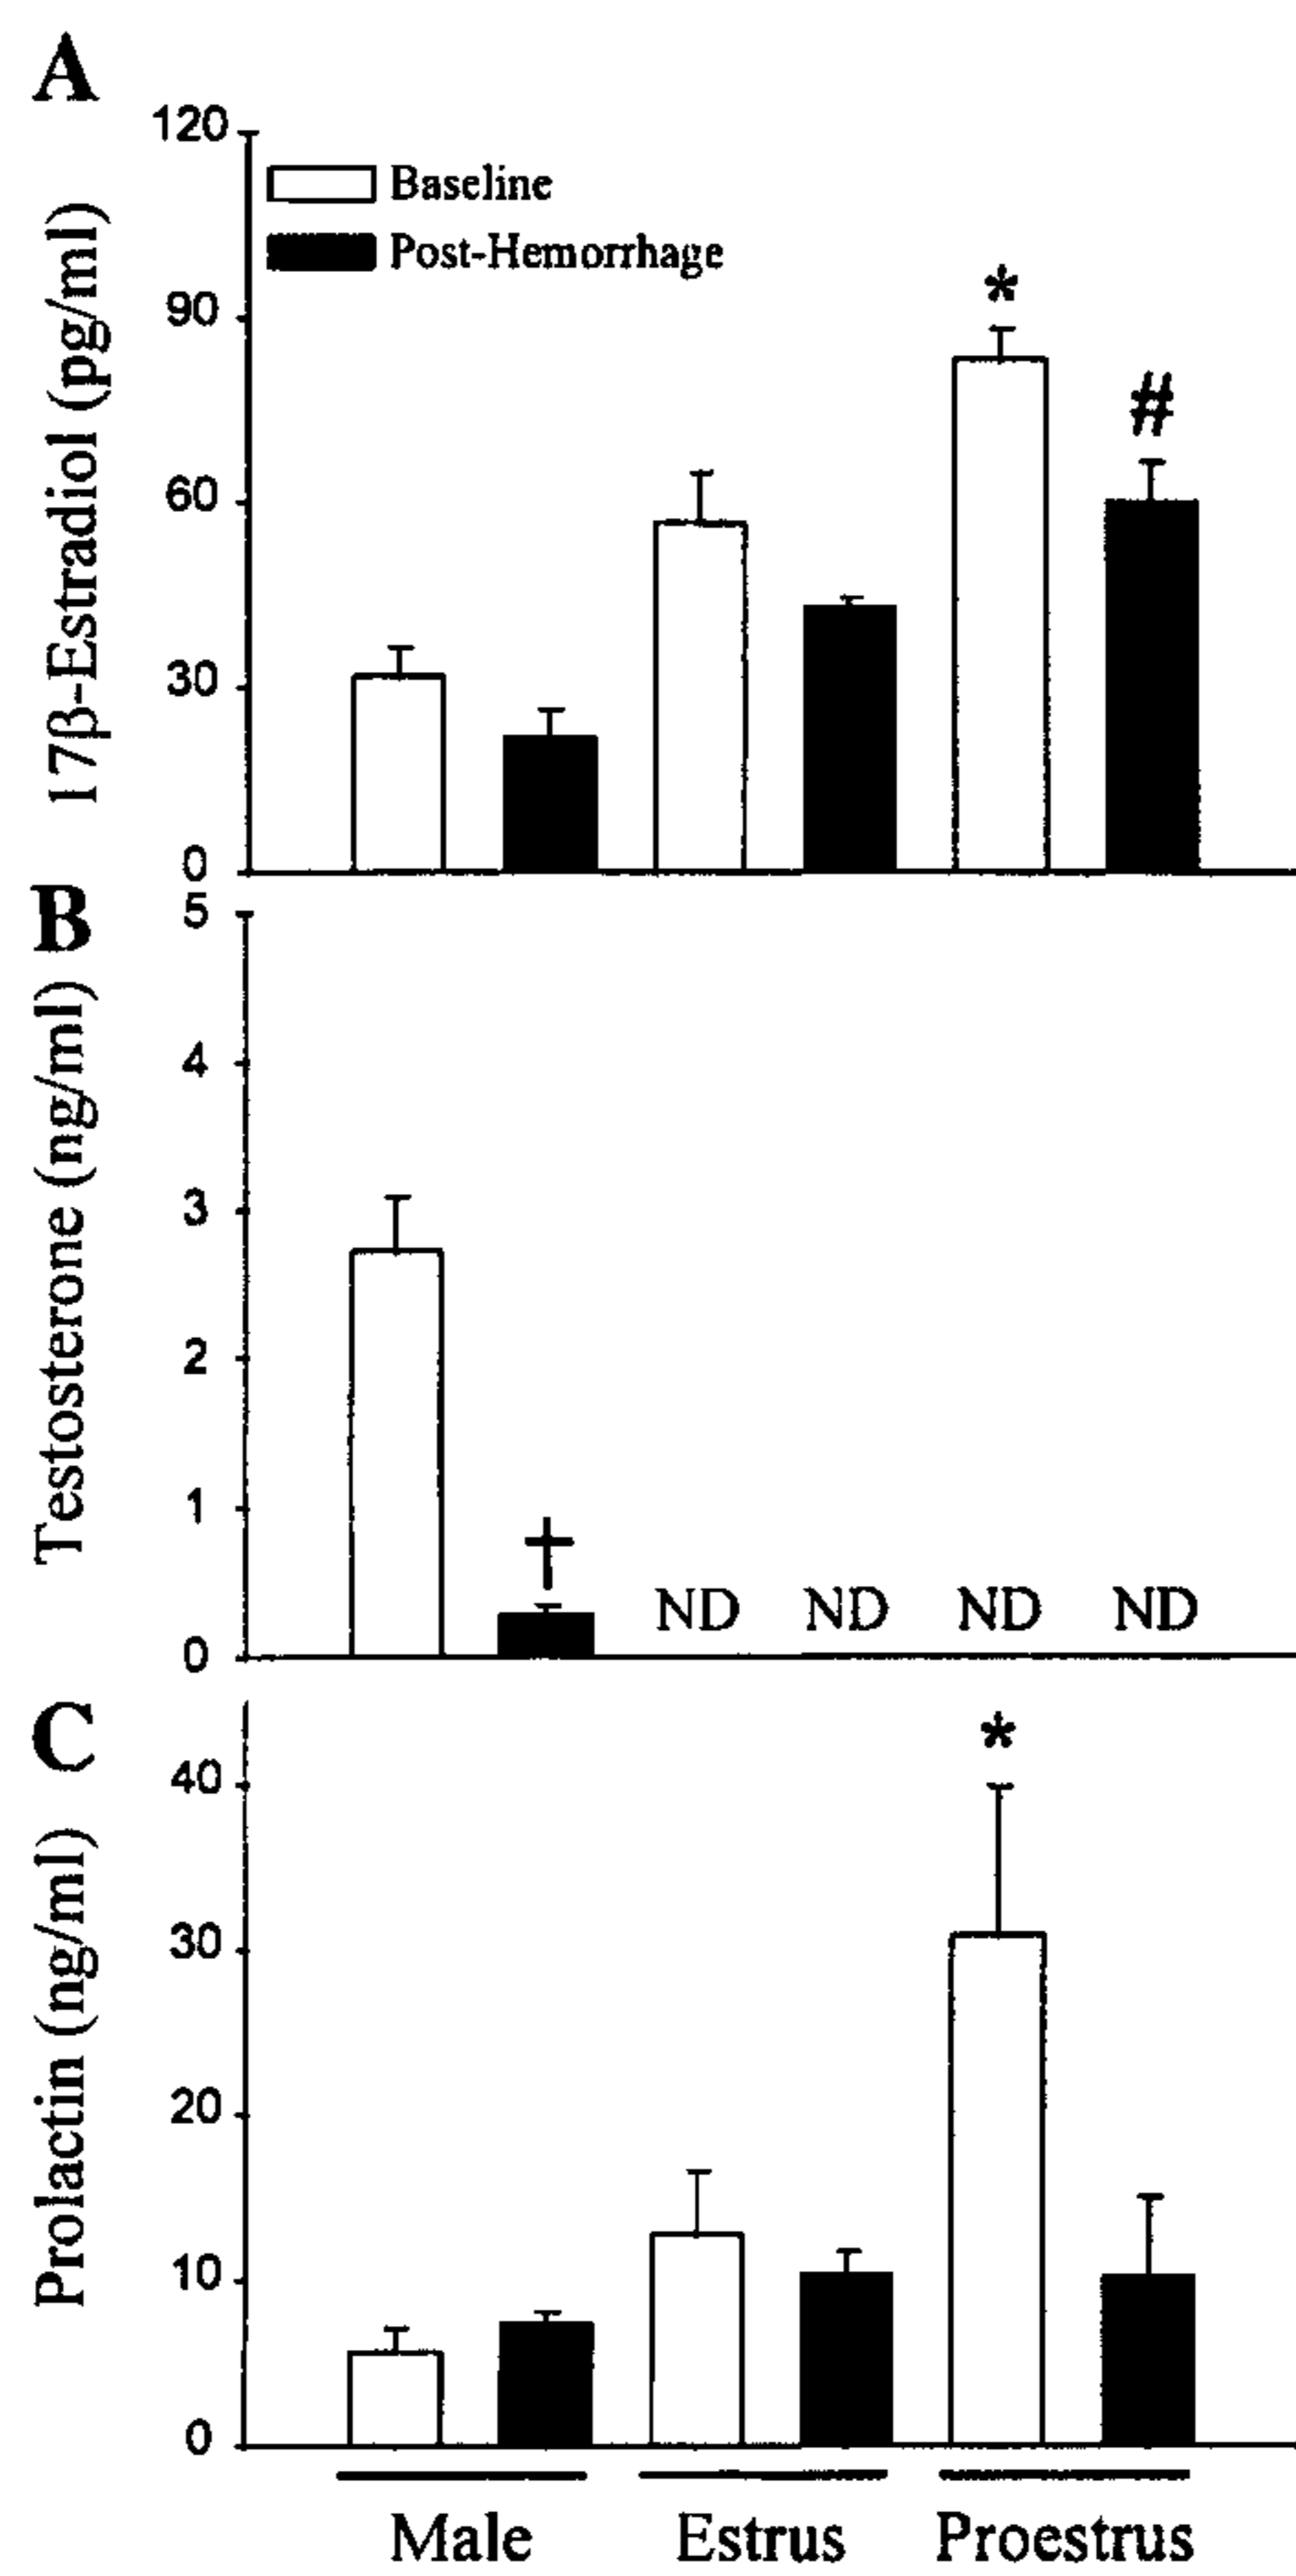 A
17β-Estradiol (pg/ml)
120
90
60
30
0
Baseline
Post-Hemorrhage
*
#
B
Testosterone (ng/ml)
5
4
3
2
1
0
†
ND ND ND ND
C
Prolactin (ng/ml)
40
30
20
10
0
*
Male Estrus Proestrus